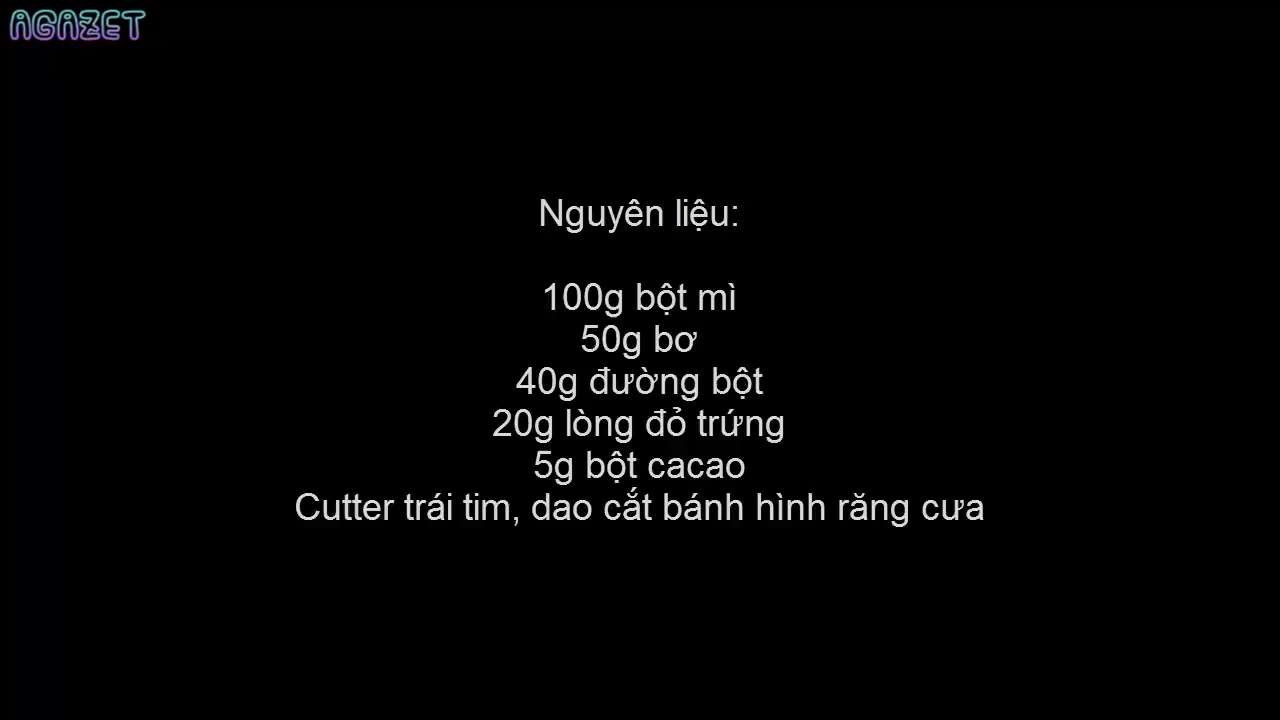 AGAZET
Nguyên liệu:
100g bột mì
50g bơ
40g đường bột
20g lòng đỏ trứng
5g bột cacao
Cutter trái tim, dao cắt bánh hình răng cưa